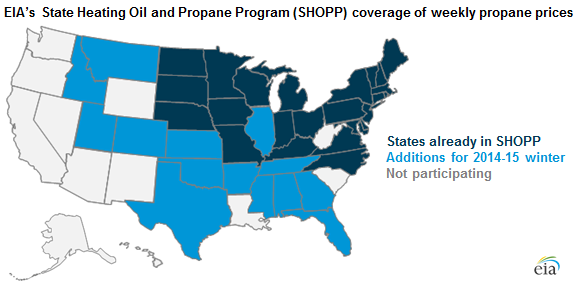 EIA's State Heating Oil and Propane Program (SHOPP) coverage of weekly propane prices
States already in SHOPP
Additions for 2014-15 winter
Not participating
eia